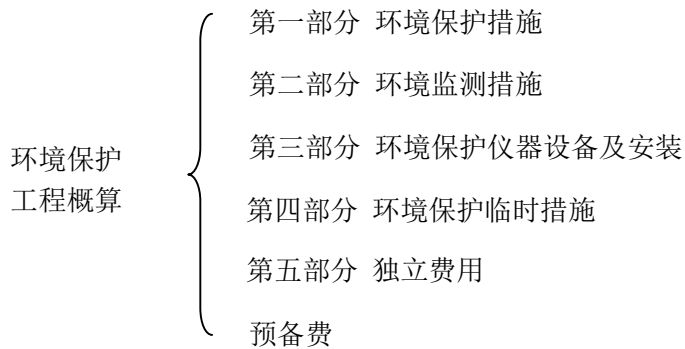 第一部分 环境保护措施
第二部分 环境监测措施
第三部分 环境保护仪器设备及安装
环境保护
工程概算
第四部分 环境保护临时措施
第五部分 独立费用
预备费